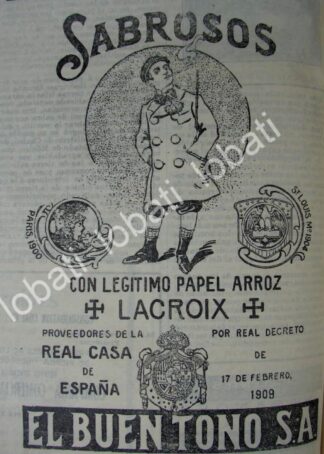 SABROSOS
PARIS 1900
ST LOUIS Mo 1904
CON LEGITIMO PAPEL ARROZ
✠ LACROIX ✠
PROVEEDORES DE LA
REAL CASA
DE
ESPAÑA
POR REAL DECRETO
DE
17 DE FEBRERO,
1909
EL BUEN TONO S.A.
lobati lobati lobati